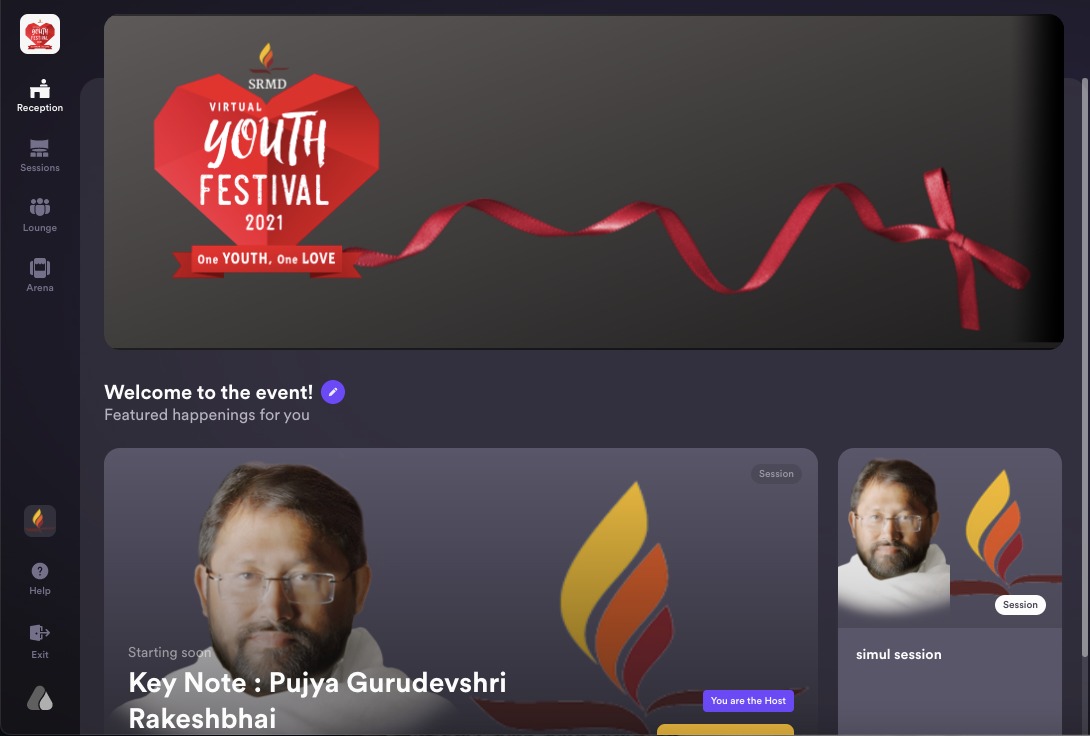 SRMD
VIRTUAL
YOUTH
FESTIVAL
2021
One YOUTH, One LOVE
YOUTH
FESTIVAL
Reception
Sessions
Lounge
Arena
Welcome to the event!
Featured happenings for you
Session
Starting soon
Key Note : Pujya Gurudevshri
Rakeshbhai
You are the Host
Session
simul session
?
Help
Exit